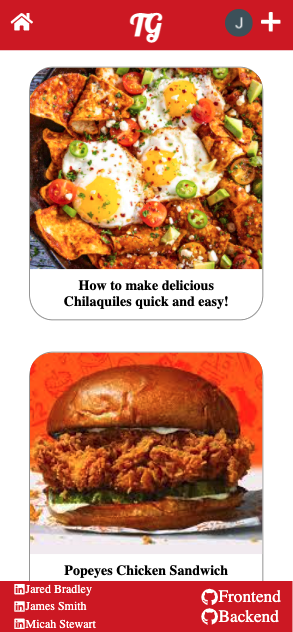 TG
J
How to make delicious
Chilaquiles quick and easy!
Popeyes Chicken Sandwich
Jared Bradley
James Smith
Micah Stewart
Frontend
Backend